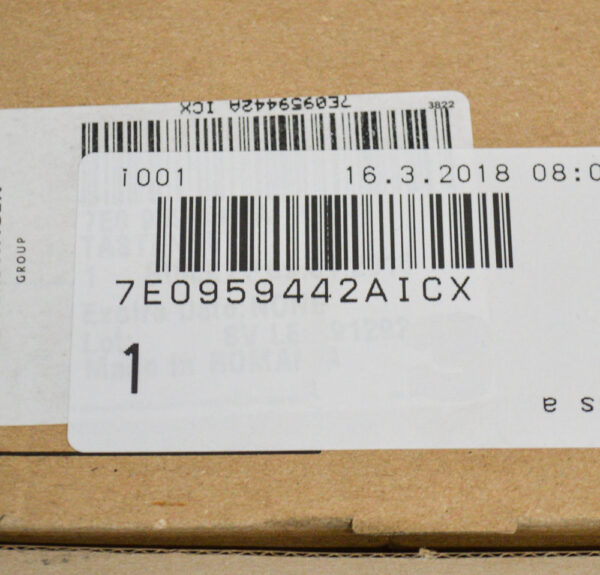 7E0959442A ICX
3822
GROUP
i001 16.3.2018 08:0
7E0959442AICX
1
s a